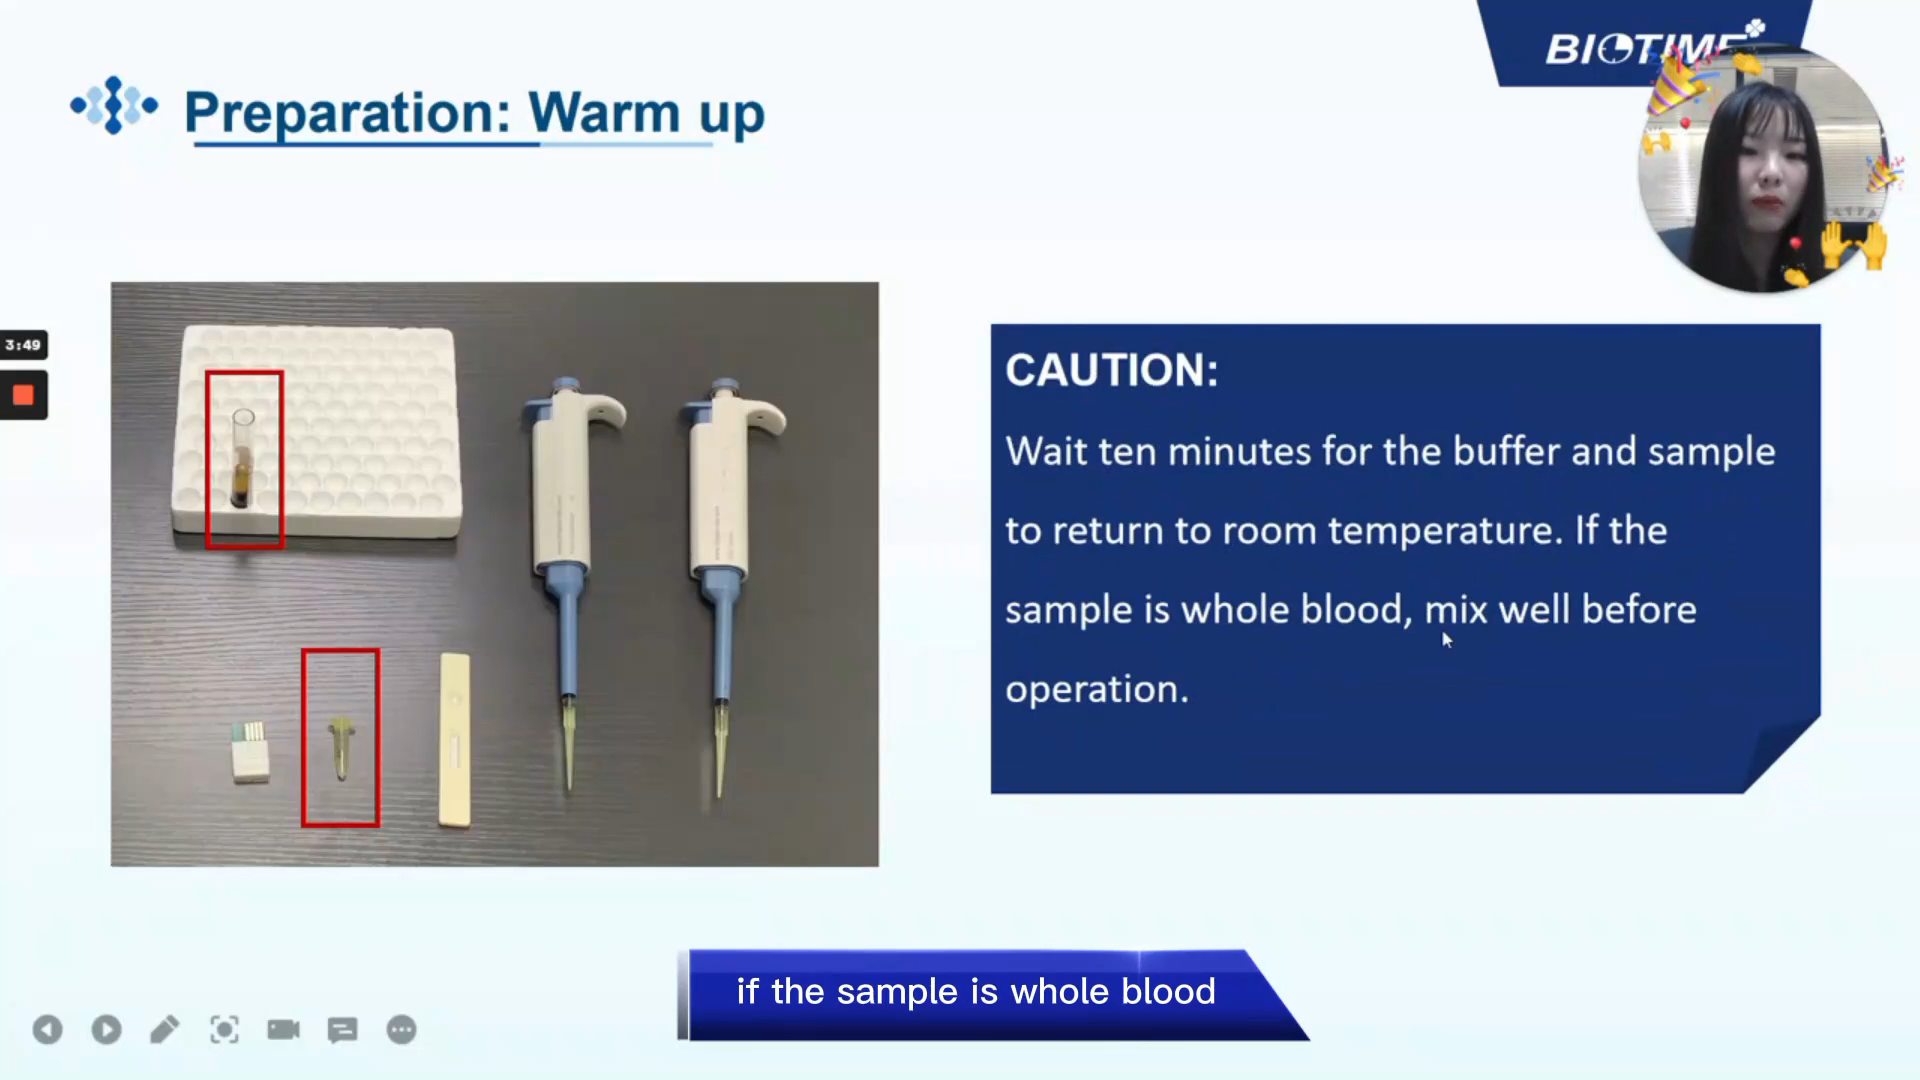 BIOTIME
Preparation: Warm up
3:49
CAUTION:
Wait ten minutes for the buffer and sample
to return to room temperature. If the
sample is whole blood, mix well before
operation.
if the sample is whole blood